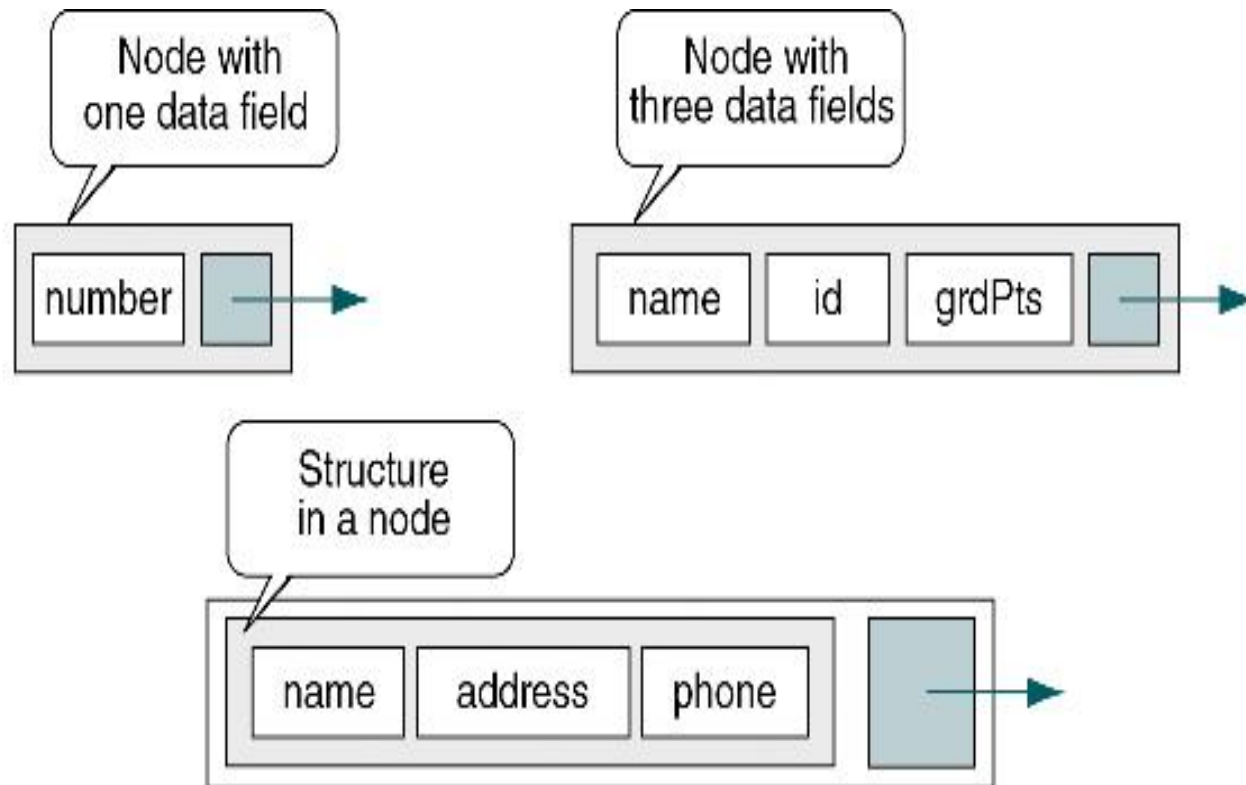 Node with
one data field
Node with
three data fields
number
name id grdPts
Structure
in a node
name address phone